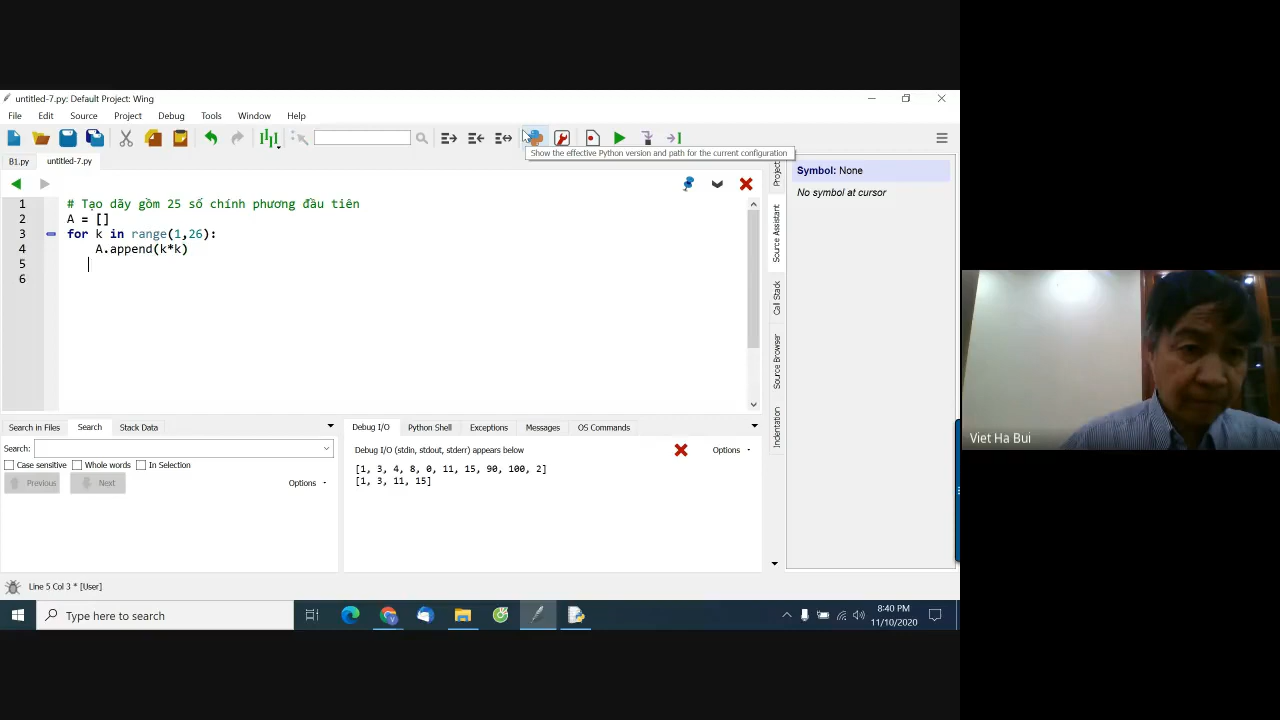 untitled-7.py: Default Project: Wing
File Edit Source Project Debug Tools Window Help
B1.py untitled-7.py
Show the effective Python version and path for the current configuration
1 # Tạo dãy gồm 25 số chính phương đầu tiên
2 A = []
3 for k in range(1,26):
4 A.append(k*k)
5
6
Project
Source Assistant
Call Stack
Source Browser
Indentation
Symbol: None
No symbol at cursor
Search in Files Search Stack Data
Search:
Case sensitive Whole words In Selection
Previous Next Options
Debug I/O Python Shell Exceptions Messages OS Commands
Debug I/O (stdin, stdout, stderr) appears below Options
[1, 3, 4, 8, 0, 11, 15, 90, 100, 2]
[1, 3, 11, 15]
Line 5 Col 3 * [User]
Type here to search
8:40 PM
11/10/2020
Viet Ha Bui